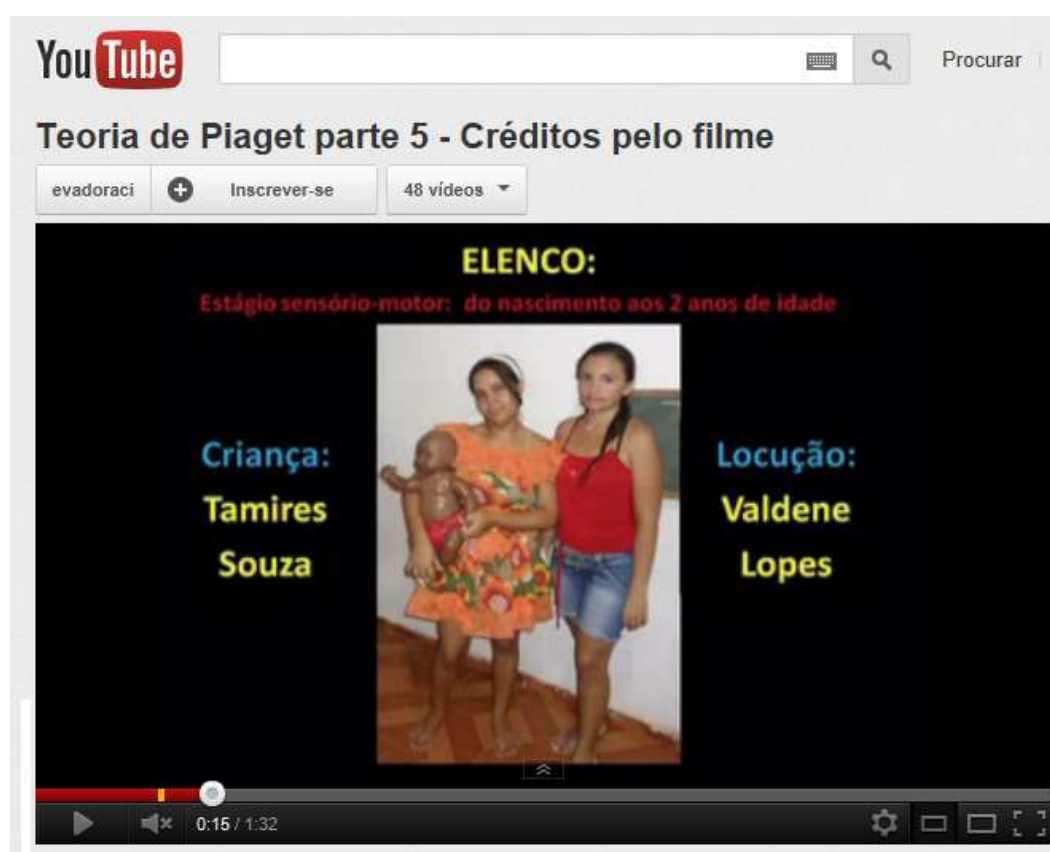 YouTube
Procurar
Teoria de Piaget parte 5 - Créditos pelo filme
evadoraci
Inscrever-se
48 vídeos
ELENCO:
Estágio sensório-motor: do nascimento aos 2 anos de idade
Criança:
Tamires
Souza
Locução:
Valdene
Lopes
0:15 / 1:32